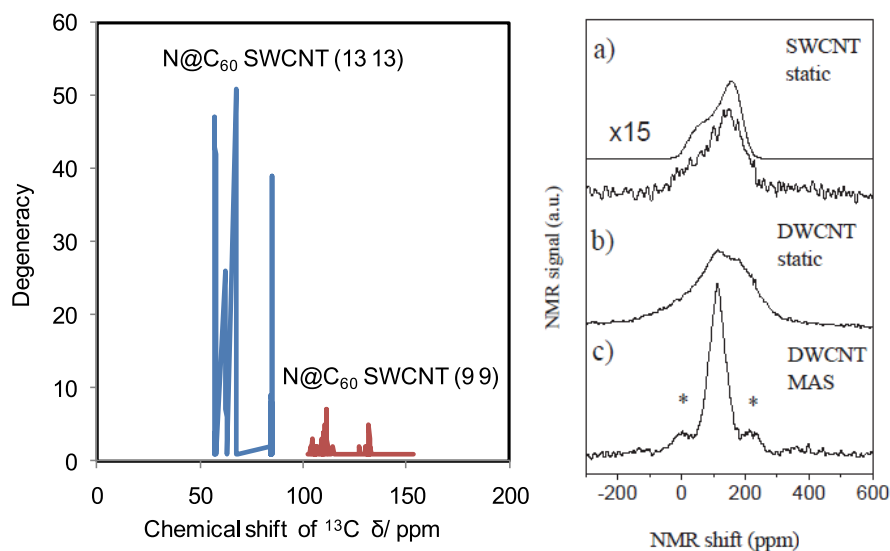 60
50
40
30
20
10
0
0 50 100 150 200
Degeneracy
Chemical shift of ¹³C δ/ ppm
N@C₆₀ SWCNT (13 13)
N@C₆₀ SWCNT (9 9)
a)
SWCNT
static
x15
b)
DWCNT
static
c)
DWCNT
MAS
* *
NMR signal (a.u.)
-200 0 200 400 600
NMR shift (ppm)